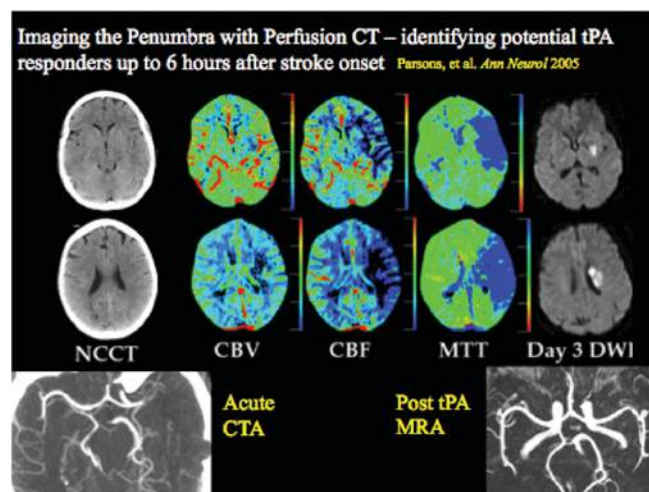 Imaging the Penumbra with Perfusion CT – identifying potential tPA
responders up to 6 hours after stroke onset Parsons, et al. Ann Neurol 2005
NCCT CBV CBF MTT Day 3 DWI
Acute
CTA
Post tPA
MRA